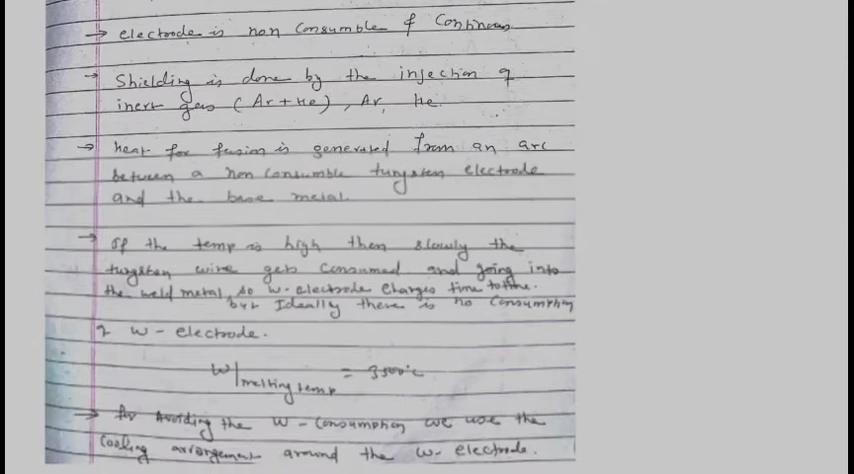 → electrode is non consumble & continous
→ Shielding is done by the injection of
inert gas (Ar + He), Ar, He.
→ heat for fusion is generated from an arc
between a non consumble tungsten electrode
and the base metal.
→ If the temp is high then slowly the
tungsten wire gets consumed and going into
the weld metal, so W-electrode changes time to time.
but Ideally there is no consumption
of W-electrode.
W/melting temp = 3500°C
→ for Avoiding the W-consumption we use the
cooling arrangement around the W-electrode.